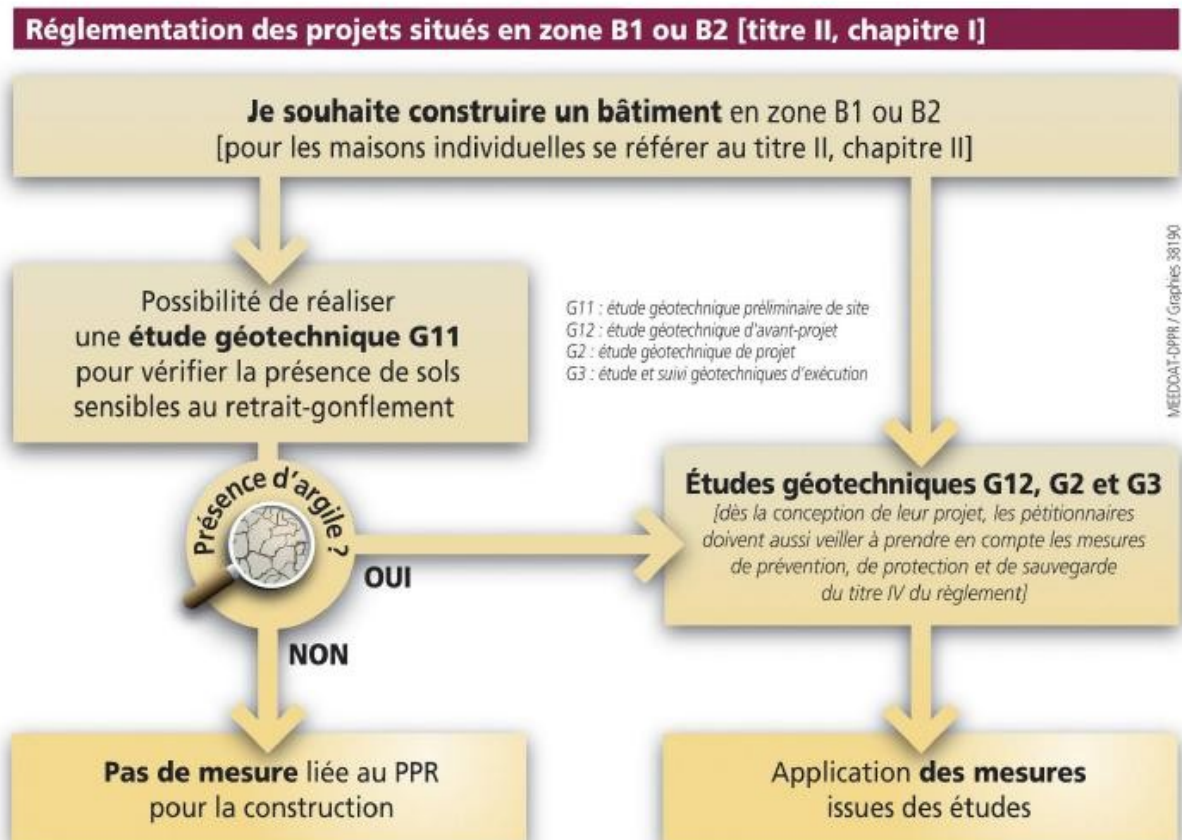 Réglementation des projets situés en zone B1 ou B2 [titre II, chapitre I]
Je souhaite construire un bâtiment en zone B1 ou B2
[pour les maisons individuelles se référer au titre II, chapitre II]
Possibilité de réaliser
une étude géotechnique G11
pour vérifier la présence de sols
sensibles au retrait-gonflement
G11 : étude géotechnique préliminaire de site
G12 : étude géotechnique d'avant-projet
G2 : étude géotechnique de projet
G3 : étude et suivi géotechniques d'exécution
MEEDDAT-DPPR / Graphies 38190
Présence d'argile ?
OUI
NON
Études géotechniques G12, G2 et G3
[dès la conception de leur projet, les pétitionnaires
doivent aussi veiller à prendre en compte les mesures
de prévention, de protection et de sauvegarde
du titre IV du règlement]
Pas de mesure liée au PPR
pour la construction
Application des mesures
issues des études